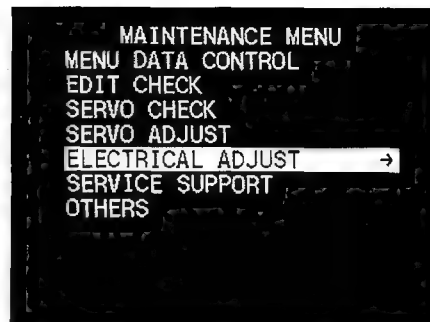 MAINTENANCE MENU
MENU DATA CONTROL
EDIT CHECK
SERVO CHECK
SERVO ADJUST
ELECTRICAL ADJUST →
SERVICE SUPPORT
OTHERS